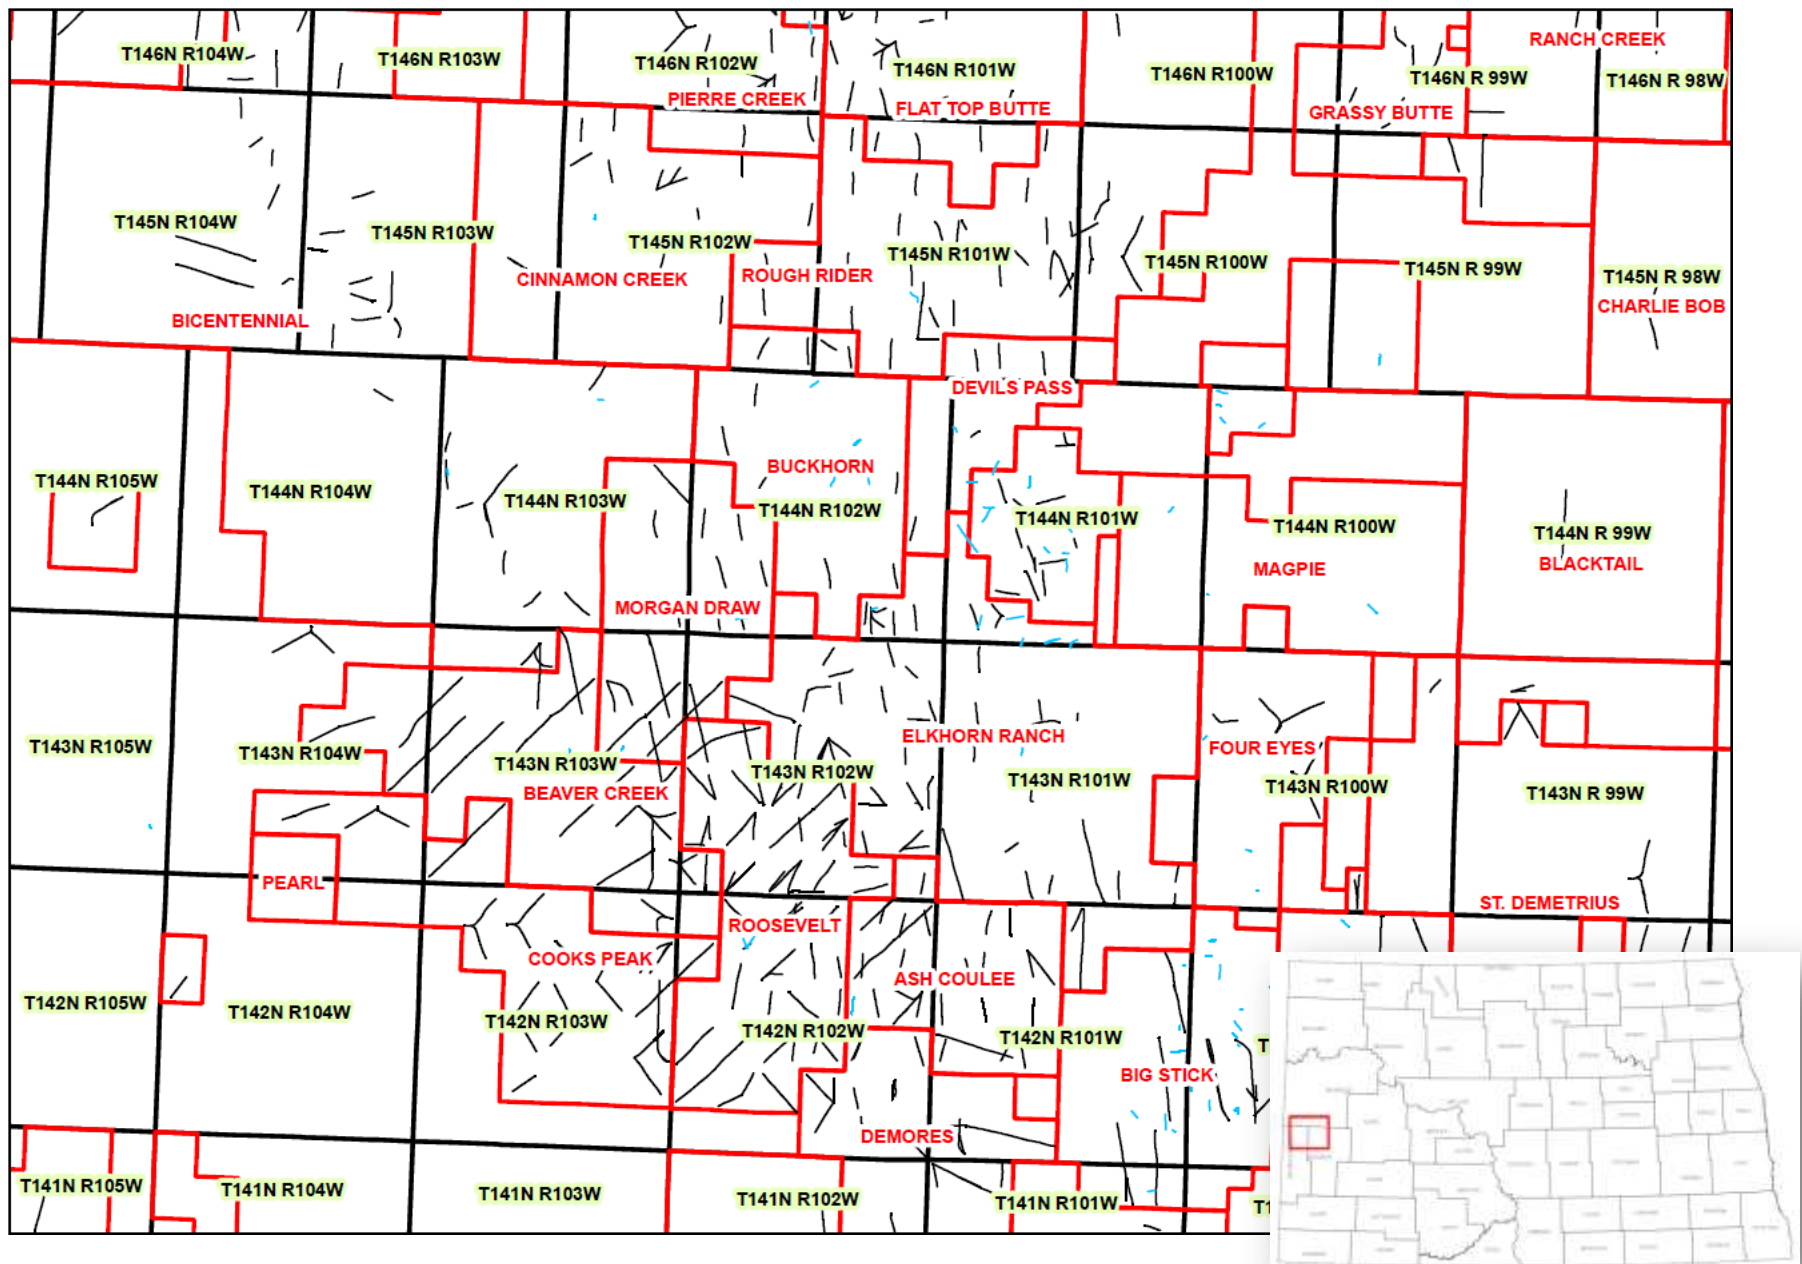 RANCH CREEK
T146N R104W
T146N R103W
T146N R102W
T146N R101W
T146N R100W
T146N R 99W
T146N R 98W
PIERRE CREEK
FLAT TOP BUTTE
GRASSY BUTTE
T145N R104W
T145N R103W
T145N R102W
T145N R101W
T145N R100W
T145N R 99W
T145N R 98W
CINNAMON CREEK
ROUGH RIDER
CHARLIE BOB
BICENTENNIAL
DEVILS PASS
BUCKHORN
T144N R105W
T144N R104W
T144N R103W
T144N R102W
T144N R101W
T144N R100W
T144N R 99W
MAGPIE
BLACKTAIL
MORGAN DRAW
ELKHORN RANCH
FOUR EYES
T143N R105W
T143N R104W
T143N R103W
T143N R102W
T143N R101W
T143N R100W
T143N R 99W
BEAVER CREEK
PEARL
ST. DEMETRIUS
ROOSEVELT
COOKS PEAK
ASH COULEE
T142N R105W
T142N R104W
T142N R103W
T142N R102W
T142N R101W
T
BIG STICK
DEMORES
T141N R105W
T141N R104W
T141N R103W
T141N R102W
T141N R101W
T1